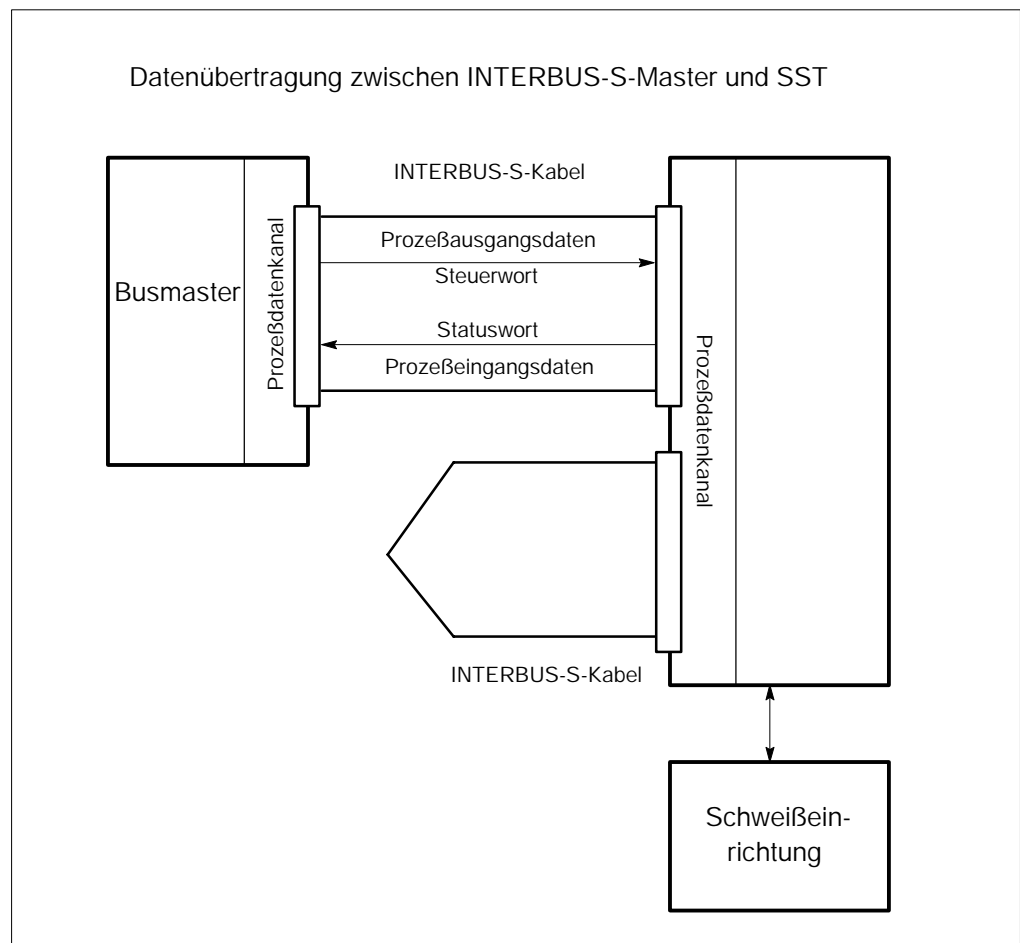 Datenübertragung zwischen INTERBUS-S-Master und SST
INTERBUS-S-Kabel
Busmaster
Prozeßdatenkanal
Prozeßausgangsdaten
Steuerwort
Statuswort
Prozeßeingangsdaten
Prozeßdatenkanal
INTERBUS-S-Kabel
Schweißein-
richtung